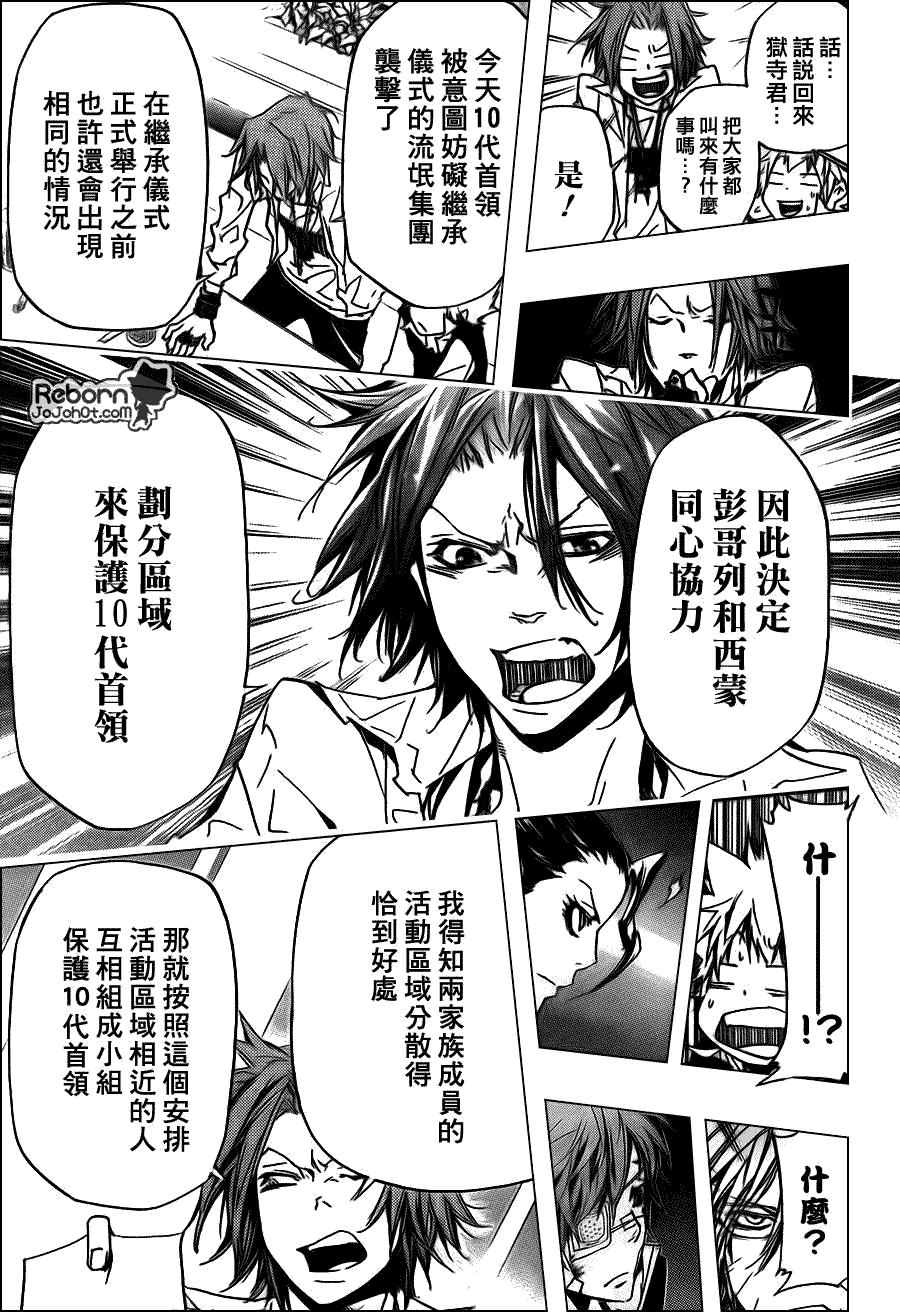 話…
話說回來
獄寺君…
把大家都
叫來有什麼
事嗎…?
是!
今天10代首領
被意圖妨礙繼承
儀式的流氓集團
襲擊了
在繼承儀式
正式舉行之前
也許還會出現
相同的情況
Reborn
JoJohot.com
因此決定
彭哥列和西蒙
同心協力
劃分區域
來保護10代首領
什——!?
我得知兩家族成員的
活動區域分散得
恰到好處
那就按照這個安排
活動區域相近的人
互相組成小組
保護10代首領
什麼?